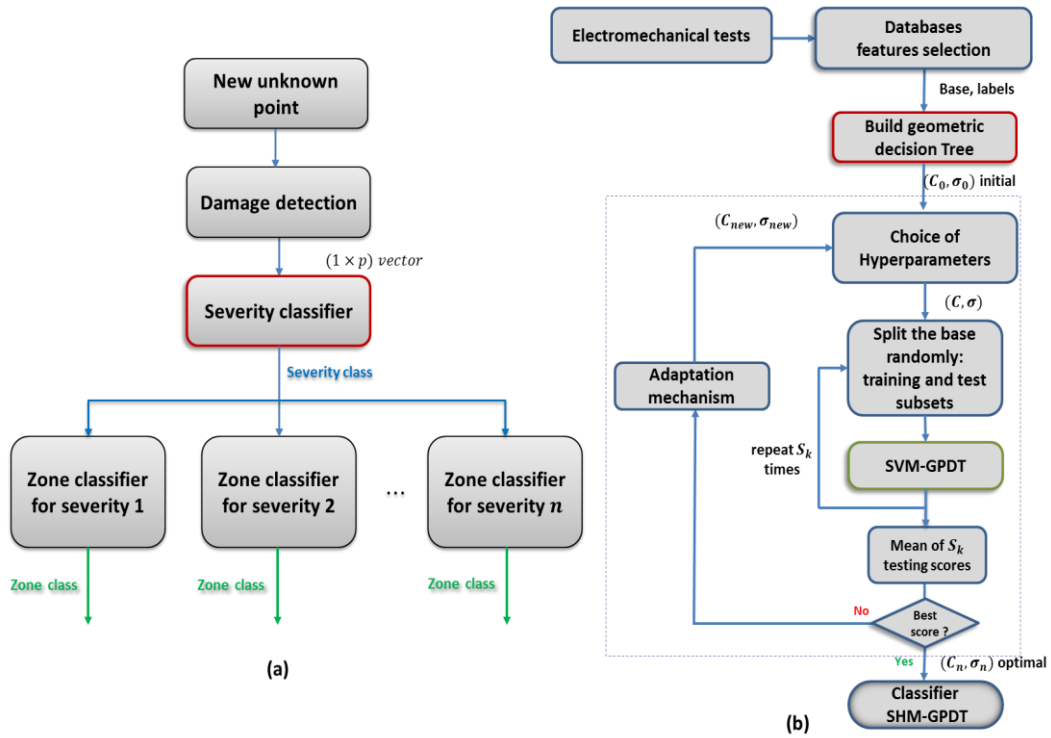 New unknown
point
Damage detection
(1 × p) vector
Severity classifier
Severity class
Zone classifier
for severity 1
Zone classifier
for severity 2
...
Zone classifier
for severity n
Zone class
Zone class
Zone class
(a)
Electromechanical tests
Databases
features selection
Base, labels
Build geometric
decision Tree
(C₀, σ₀) initial
(Cₙₑw, σₙₑw)
Choice of
Hyperparameters
(C, σ)
Split the base
randomly:
training and test
subsets
Adaptation
mechanism
repeat Sₖ
times
SVM-GPDT
Mean of Sₖ
testing scores
No
Best
score ?
Yes
(Cₙ, σₙ) optimal
Classifier
SHM-GPDT
(b)